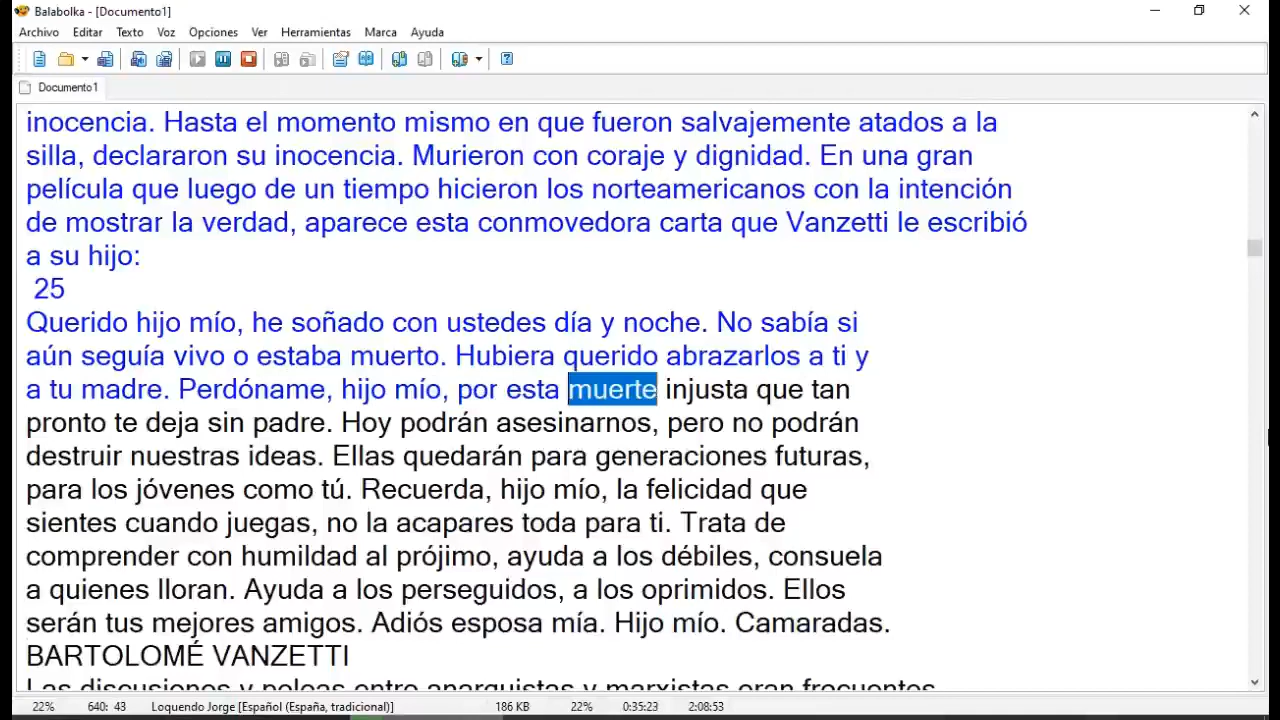 Balabolka - [Documento1]
Archivo Editar Texto Voz Opciones Ver Herramientas Marca Ayuda
Documento1
inocencia. Hasta el momento mismo en que fueron salvajemente atados a la
silla, declararon su inocencia. Murieron con coraje y dignidad. En una gran
película que luego de un tiempo hicieron los norteamericanos con la intención
de mostrar la verdad, aparece esta conmovedora carta que Vanzetti le escribió
a su hijo:
25
Querido hijo mío, he soñado con ustedes día y noche. No sabía si
aún seguía vivo o estaba muerto. Hubiera querido abrazarlos a ti y
a tu madre. Perdóname, hijo mío, por esta muerte injusta que tan
pronto te deja sin padre. Hoy podrán asesinarnos, pero no podrán
destruir nuestras ideas. Ellas quedarán para generaciones futuras,
para los jóvenes como tú. Recuerda, hijo mío, la felicidad que
sientes cuando juegas, no la acapares toda para ti. Trata de
comprender con humildad al prójimo, ayuda a los débiles, consuela
a quienes lloran. Ayuda a los perseguidos, a los oprimidos. Ellos
serán tus mejores amigos. Adiós esposa mía. Hijo mío. Camaradas.
BARTOLOMÉ VANZETTI
Las discusiones y peleas entre anarquistas y marxistas eran frecuentes
22% 640: 43 Loquendo Jorge [Español (España, tradicional)] 186 KB 22% 0:35:23 2:08:53